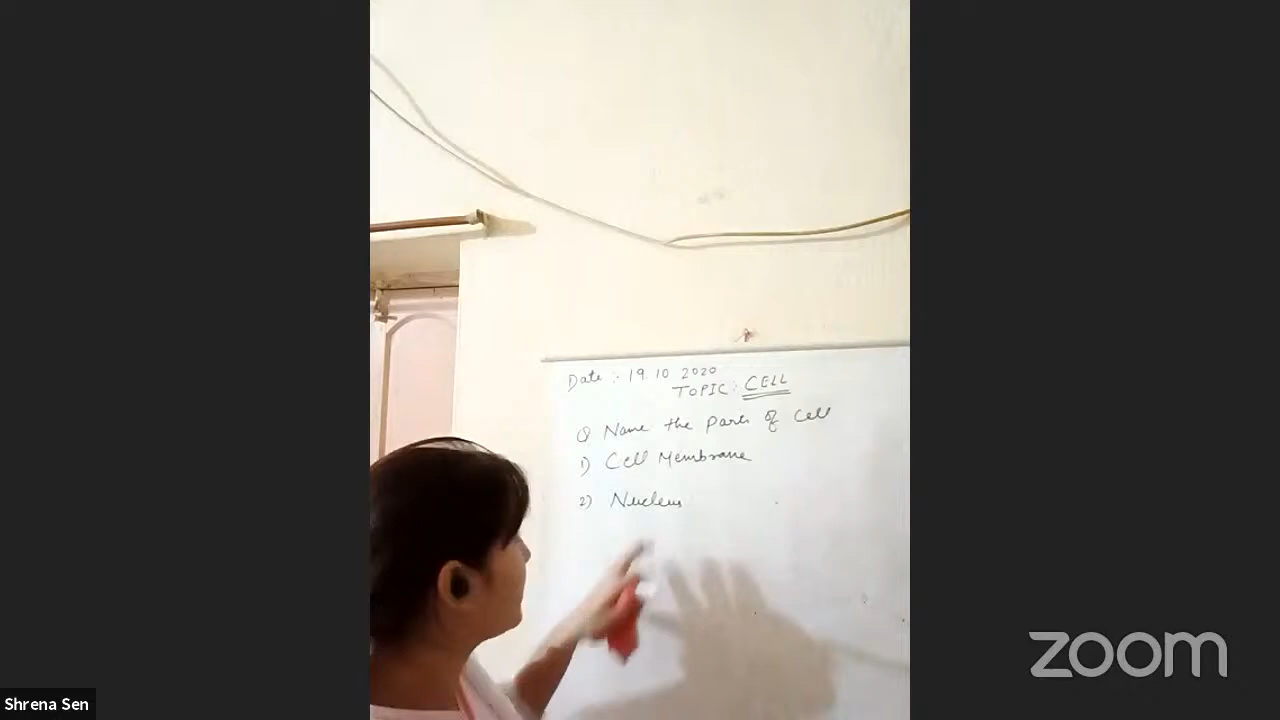 Date :- 19.10 2020
TOPIC : CELL
Q Name the parts of Cell
1) Cell Membrane
2) Nucleus
zoom
Shrena Sen